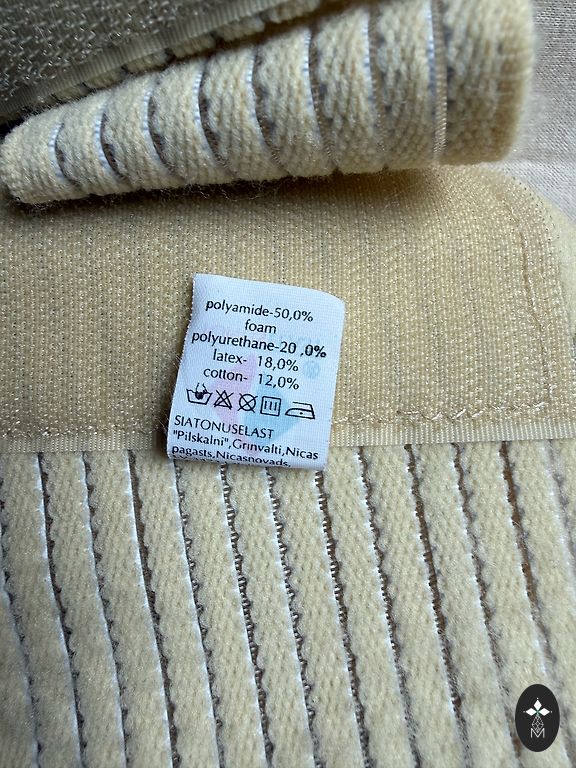 polyamide-50,0%
foam
polyurethane-20 ,0%
latex- 18,0%
cotton- 12,0%
SIATONUSELAST
"Pilskalni",Grinvalti,Nicas
pagasts,Nicasnovads,